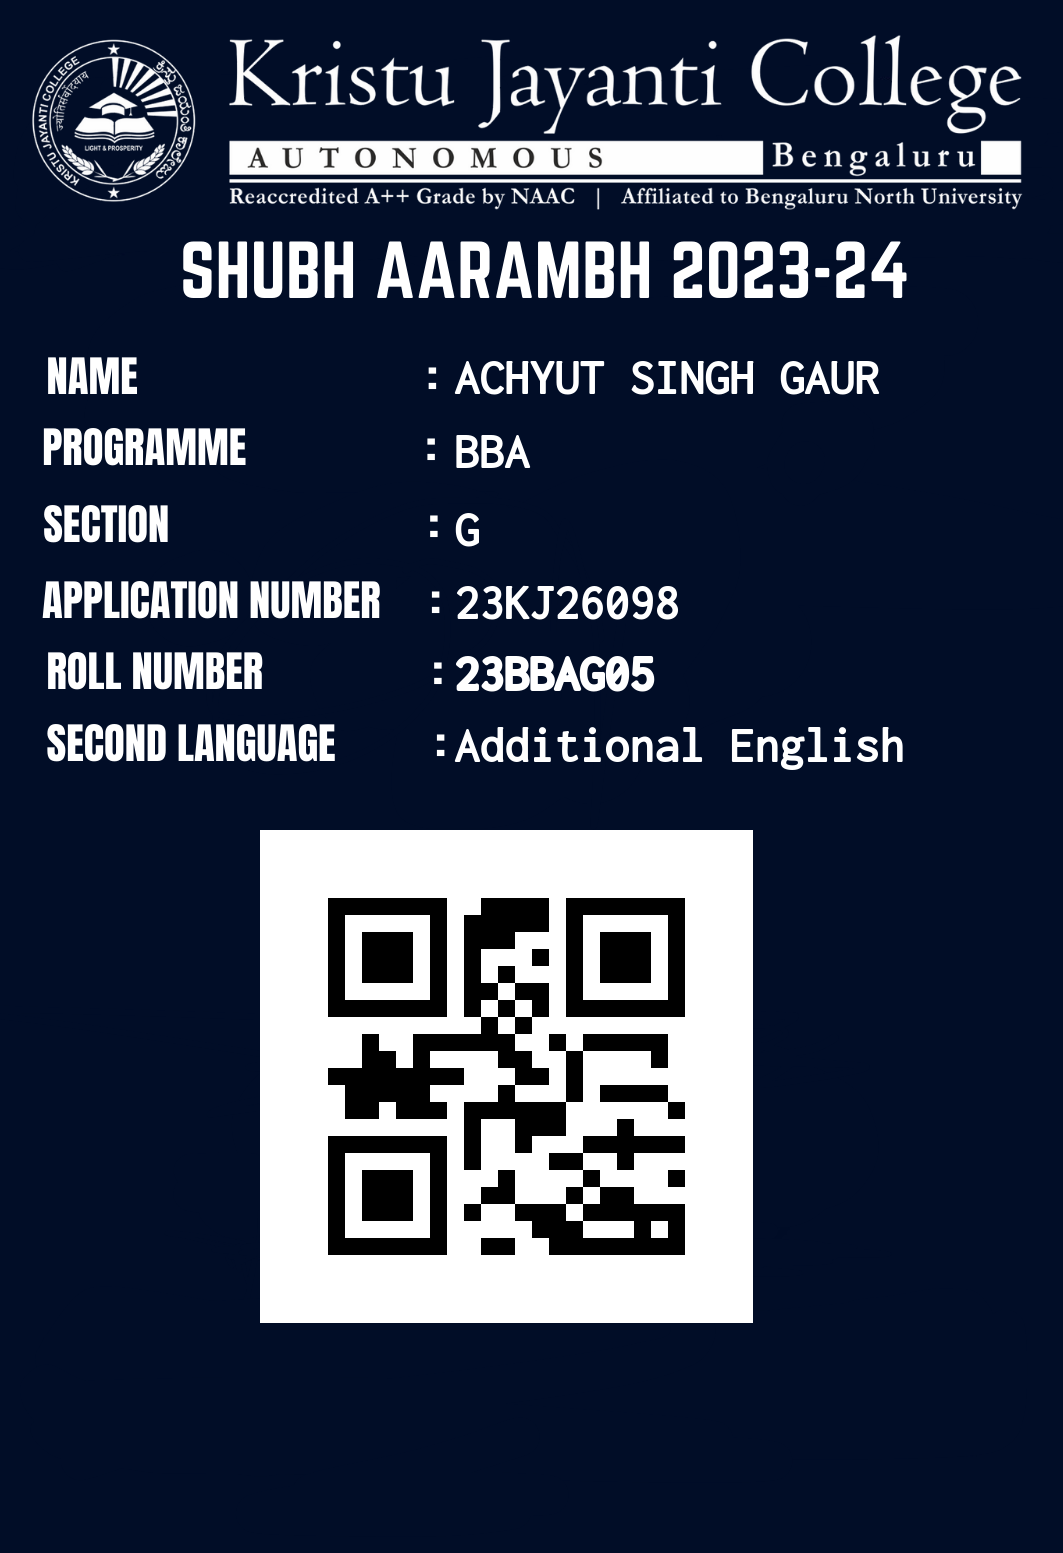 Kristu Jayanti College
AUTONOMOUS Bengaluru
Reaccredited A++ Grade by NAAC | Affiliated to Bengaluru North University
KRISTU JAYANTI COLLEGE
ಕ್ರಿಸ್ತು ಜಯಂತಿ ಕಾಲೇಜು
LIGHT & PROSPERITY
SHUBH AARAMBH 2023-24
NAME : ACHYUT SINGH GAUR
PROGRAMME : BBA
SECTION : G
APPLICATION NUMBER : 23KJ26098
ROLL NUMBER : 23BBAG05
SECOND LANGUAGE : Additional English